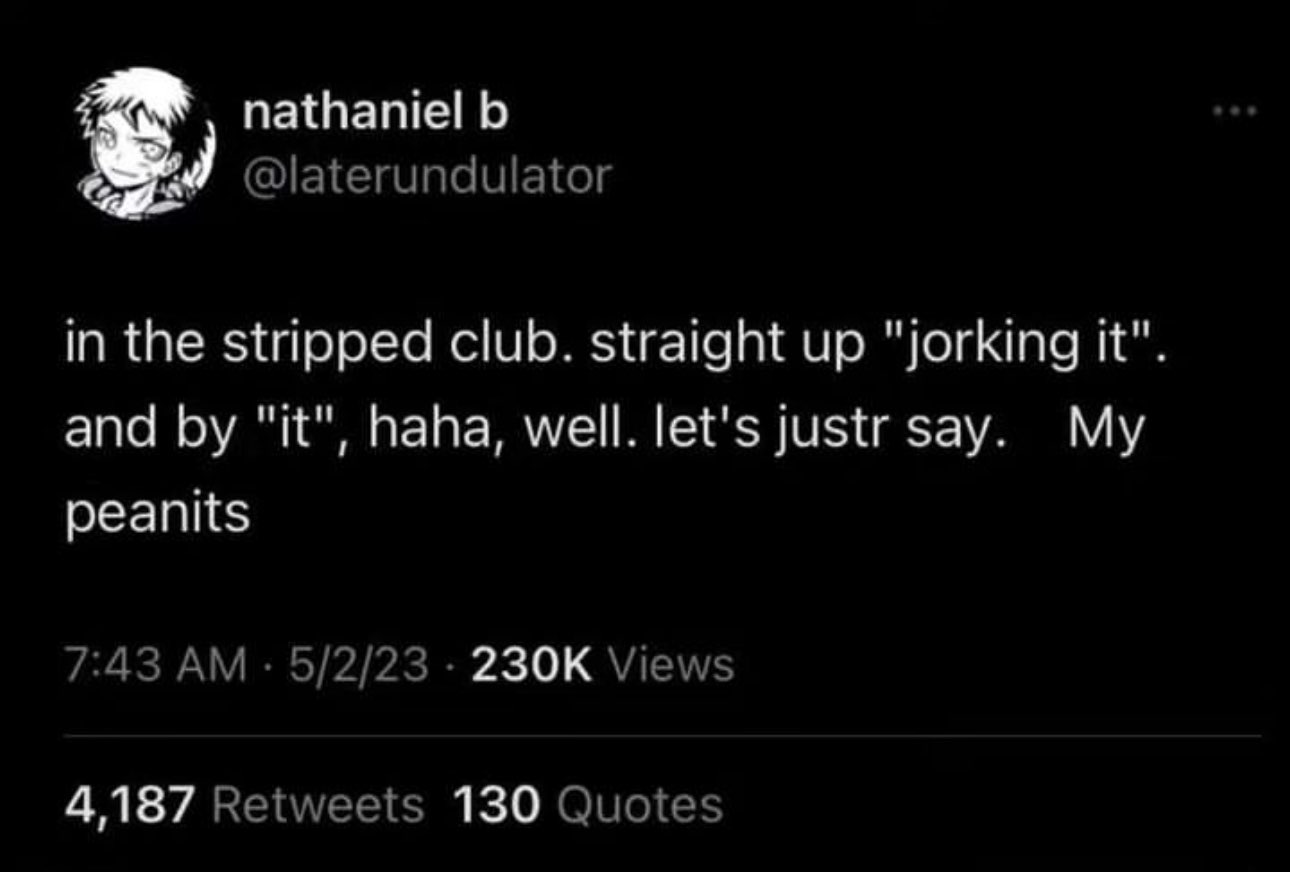 nathaniel b
@laterundulator
in the stripped club. straight up "jorking it".
and by "it", haha, well. let's justr say.    My
peanits
7:43 AM · 5/2/23 · 230K Views
4,187 Retweets  130 Quotes